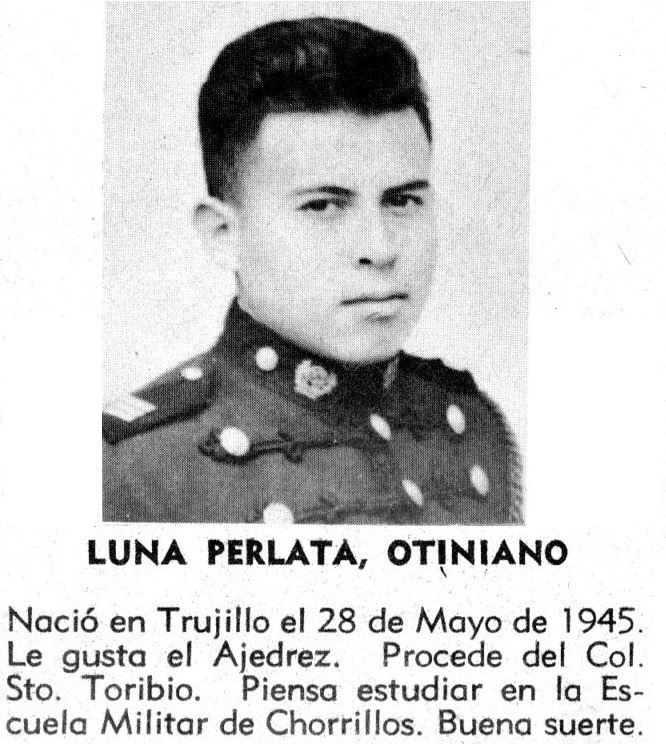 LUNA PERLATA, OTINIANO
Nació en Trujillo el 28 de Mayo de 1945.
Le gusta el Ajedrez. Procede del Col.
Sto. Toribio. Piensa estudiar en la Es-
cuela Militar de Chorrillos. Buena suerte.